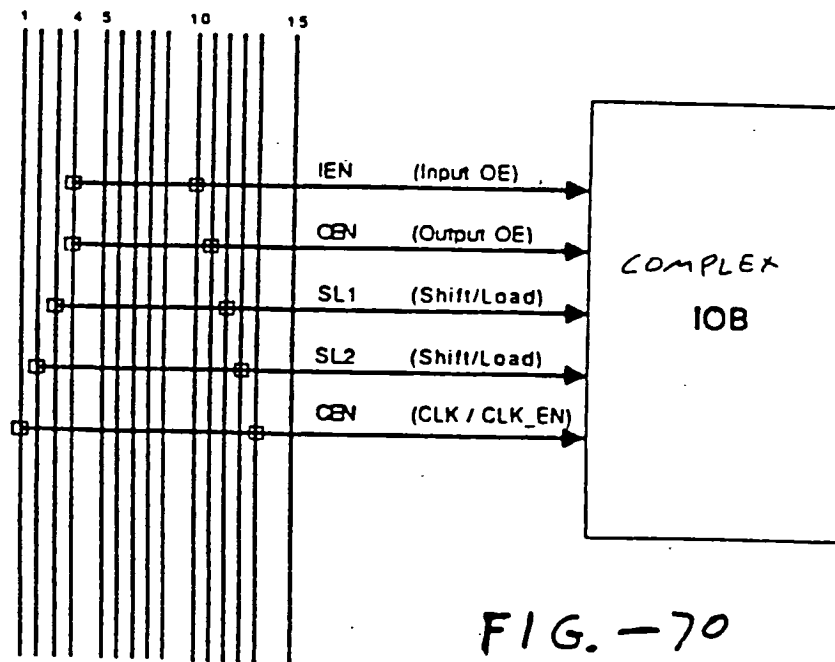 1 4 5 10 15
IEN (Input OE)
OEN (Output OE)
SL1 (Shift/Load)
COMPLEX
IOB
SL2 (Shift/Load)
CEN (CLK / CLK_EN)
FIG. - 70